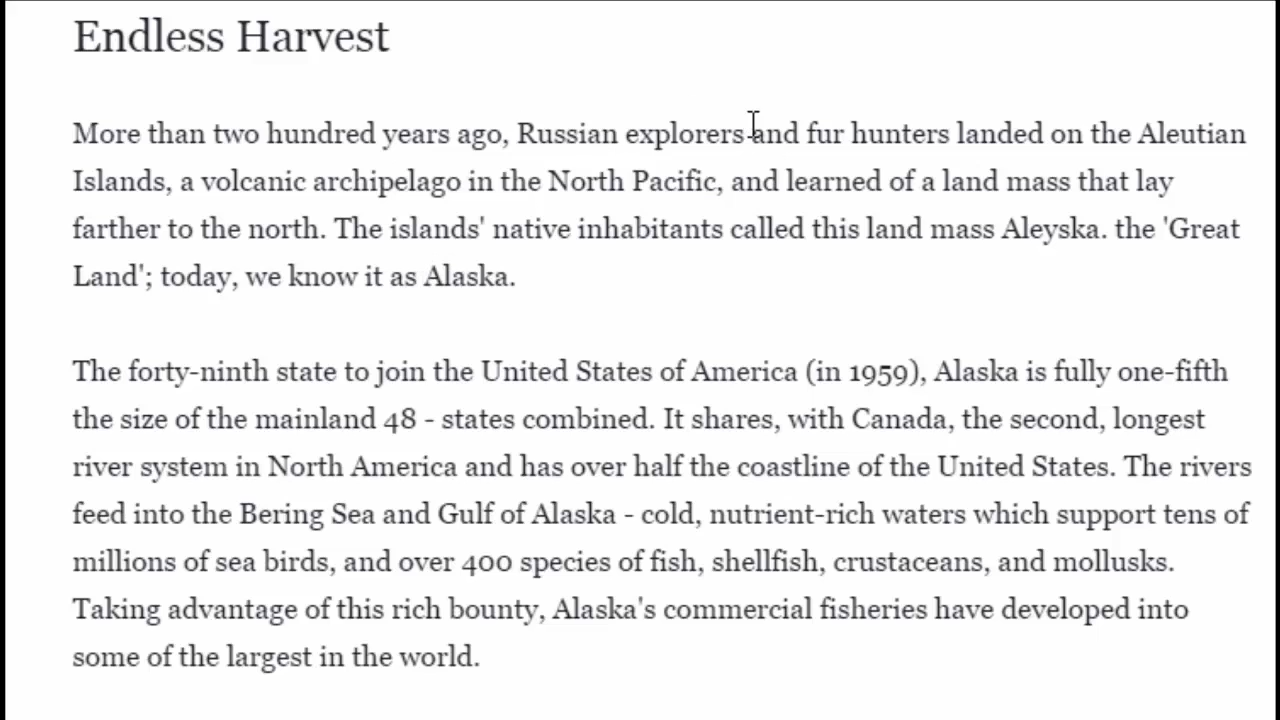 Endless Harvest
More than two hundred years ago, Russian explorers and fur hunters landed on the Aleutian
Islands, a volcanic archipelago in the North Pacific, and learned of a land mass that lay
farther to the north. The islands' native inhabitants called this land mass Aleyska. the 'Great
Land'; today, we know it as Alaska.
The forty-ninth state to join the United States of America (in 1959), Alaska is fully one-fifth
the size of the mainland 48 - states combined. It shares, with Canada, the second, longest
river system in North America and has over half the coastline of the United States. The rivers
feed into the Bering Sea and Gulf of Alaska - cold, nutrient-rich waters which support tens of
millions of sea birds, and over 400 species of fish, shellfish, crustaceans, and mollusks.
Taking advantage of this rich bounty, Alaska's commercial fisheries have developed into
some of the largest in the world.